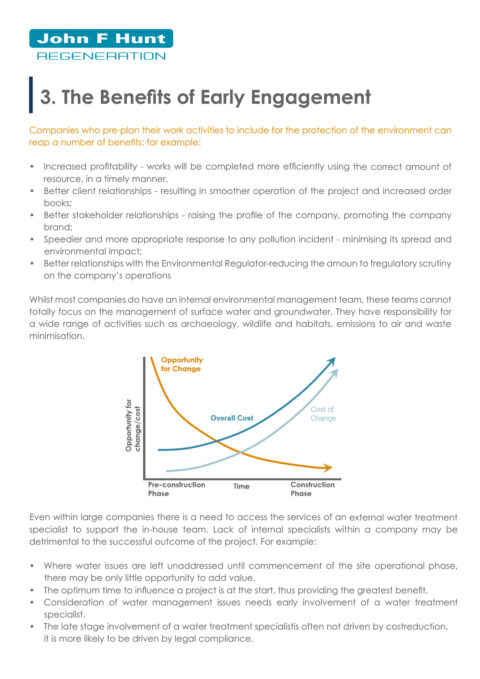 John F Hunt
REGENERATION
3. The Benefits of Early Engagement
Companies who pre-plan their work activities to include for the protection of the environment can
reap a number of benefits; for example:
• Increased profitability - works will be completed more efficiently using the correct amount of
resource, in a timely manner.
• Better client relationships - resulting in smoother operation of the project and increased order
books;
• Better stakeholder relationships - raising the profile of the company, promoting the company
brand;
• Speedier and more appropriate response to any pollution incident - minimising its spread and
environmental impact;
• Better relationships with the Environmental Regulator-reducing the amoun to fregulatory scrutiny
on the company's operations
Whilst most companies do have an internal environmental management team, these teams cannot
totally focus on the management of surface water and groundwater. They have responsibility for
a wide range of activities such as archaeology, wildlife and habitats, emissions to air and waste
minimisation.
Opportunity
for Change
Opportunity for
change/cost
Overall Cost
Cost of
Change
Pre-construction
Phase
Time
Construction
Phase
Even within large companies there is a need to access the services of an external water treatment
specialist to support the in-house team. Lack of internal specialists within a company may be
detrimental to the successful outcome of the project. For example:
• Where water issues are left unaddressed until commencement of the site operational phase,
there may be only little opportunity to add value.
• The optimum time to influence a project is at the start, thus providing the greatest benefit.
• Consideration of water management issues needs early involvement of a water treatment
specialist.
• The late stage involvement of a water treatment specialistis often not driven by costreduction,
it is more likely to be driven by legal compliance.